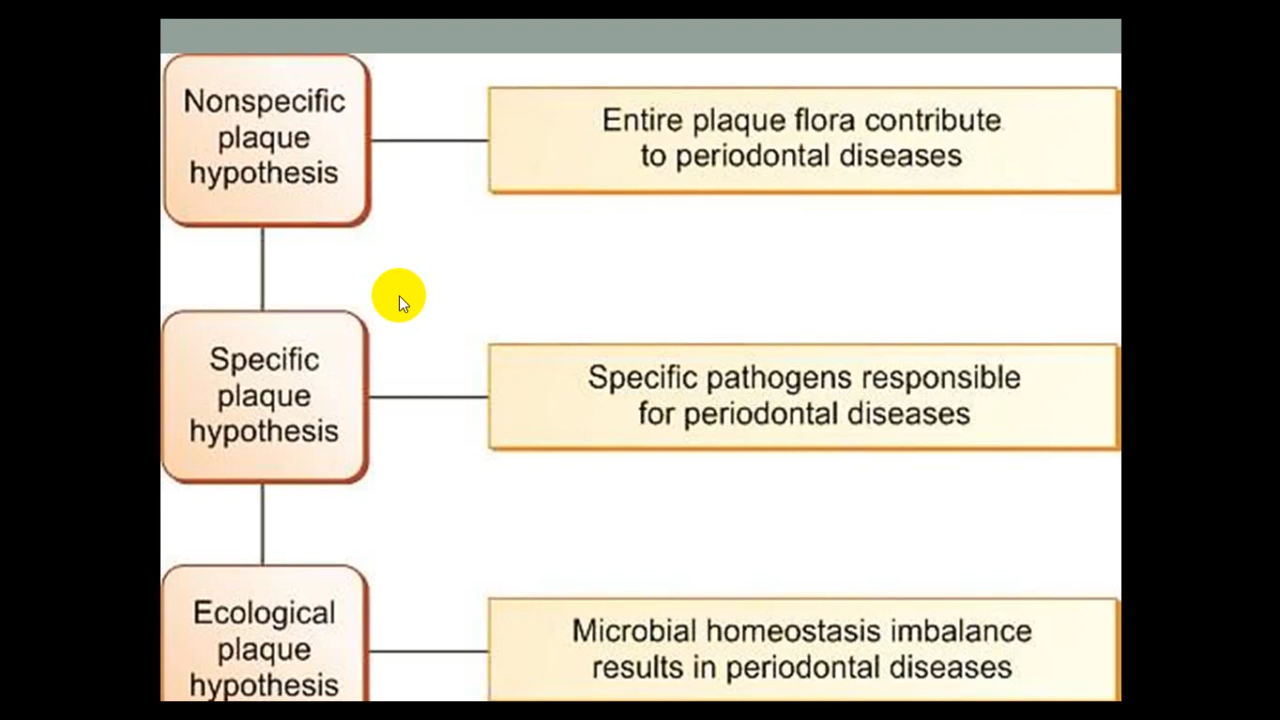 Nonspecific
plaque
hypothesis
Entire plaque flora contribute
to periodontal diseases
Specific
plaque
hypothesis
Specific pathogens responsible
for periodontal diseases
Ecological
plaque
hypothesis
Microbial homeostasis imbalance
results in periodontal diseases